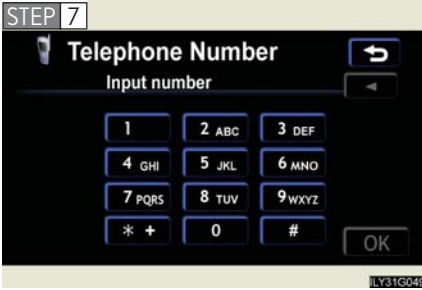 STEP 7
Telephone Number
Input number
1 2 ABC 3 DEF
4 GHI 5 JKL 6 MNO
7 PQRS 8 TUV 9 WXYZ
* + 0 #
OK
ILY31G049